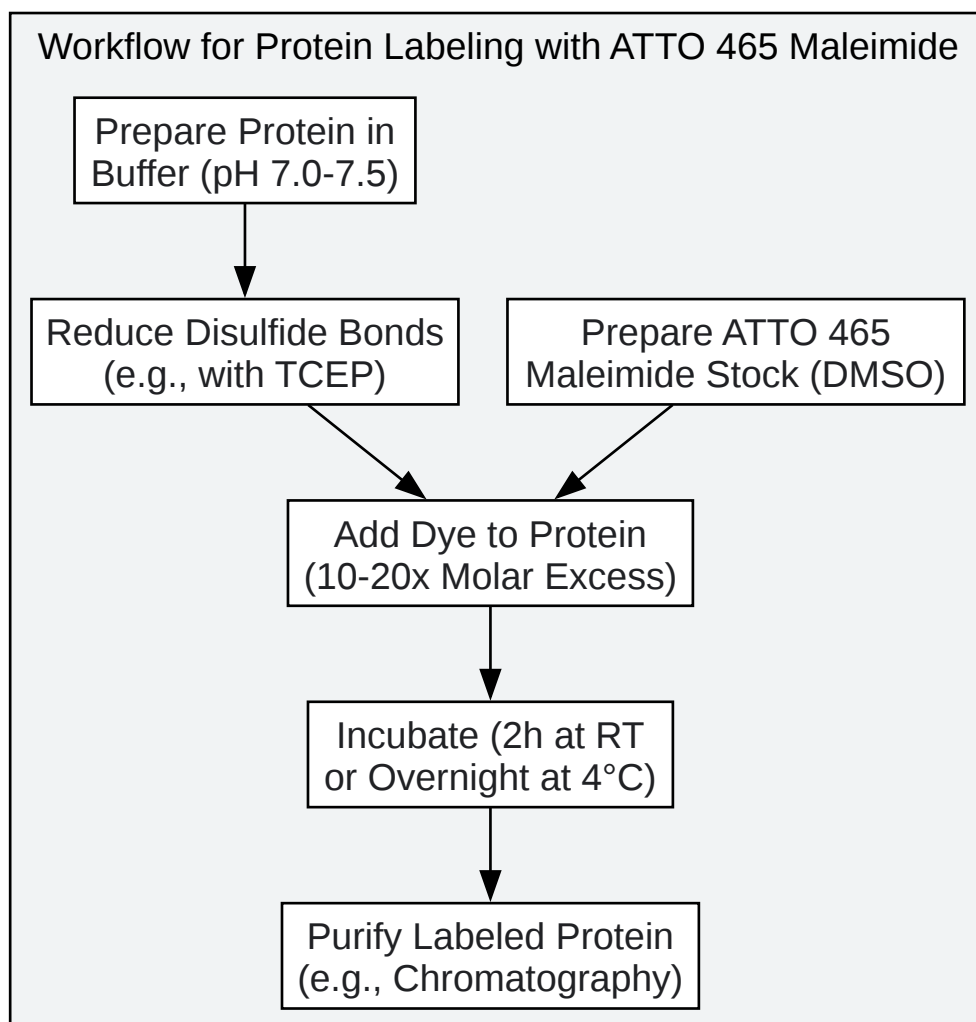 Workflow for Protein Labeling with ATTO 465 Maleimide
Prepare Protein in
Buffer (pH 7.0-7.5)
Reduce Disulfide Bonds
(e.g., with TCEP)
Prepare ATTO 465
Maleimide Stock (DMSO)
Add Dye to Protein
(10-20x Molar Excess)
Incubate (2h at RT
or Overnight at 4°C)
Purify Labeled Protein
(e.g., Chromatography)